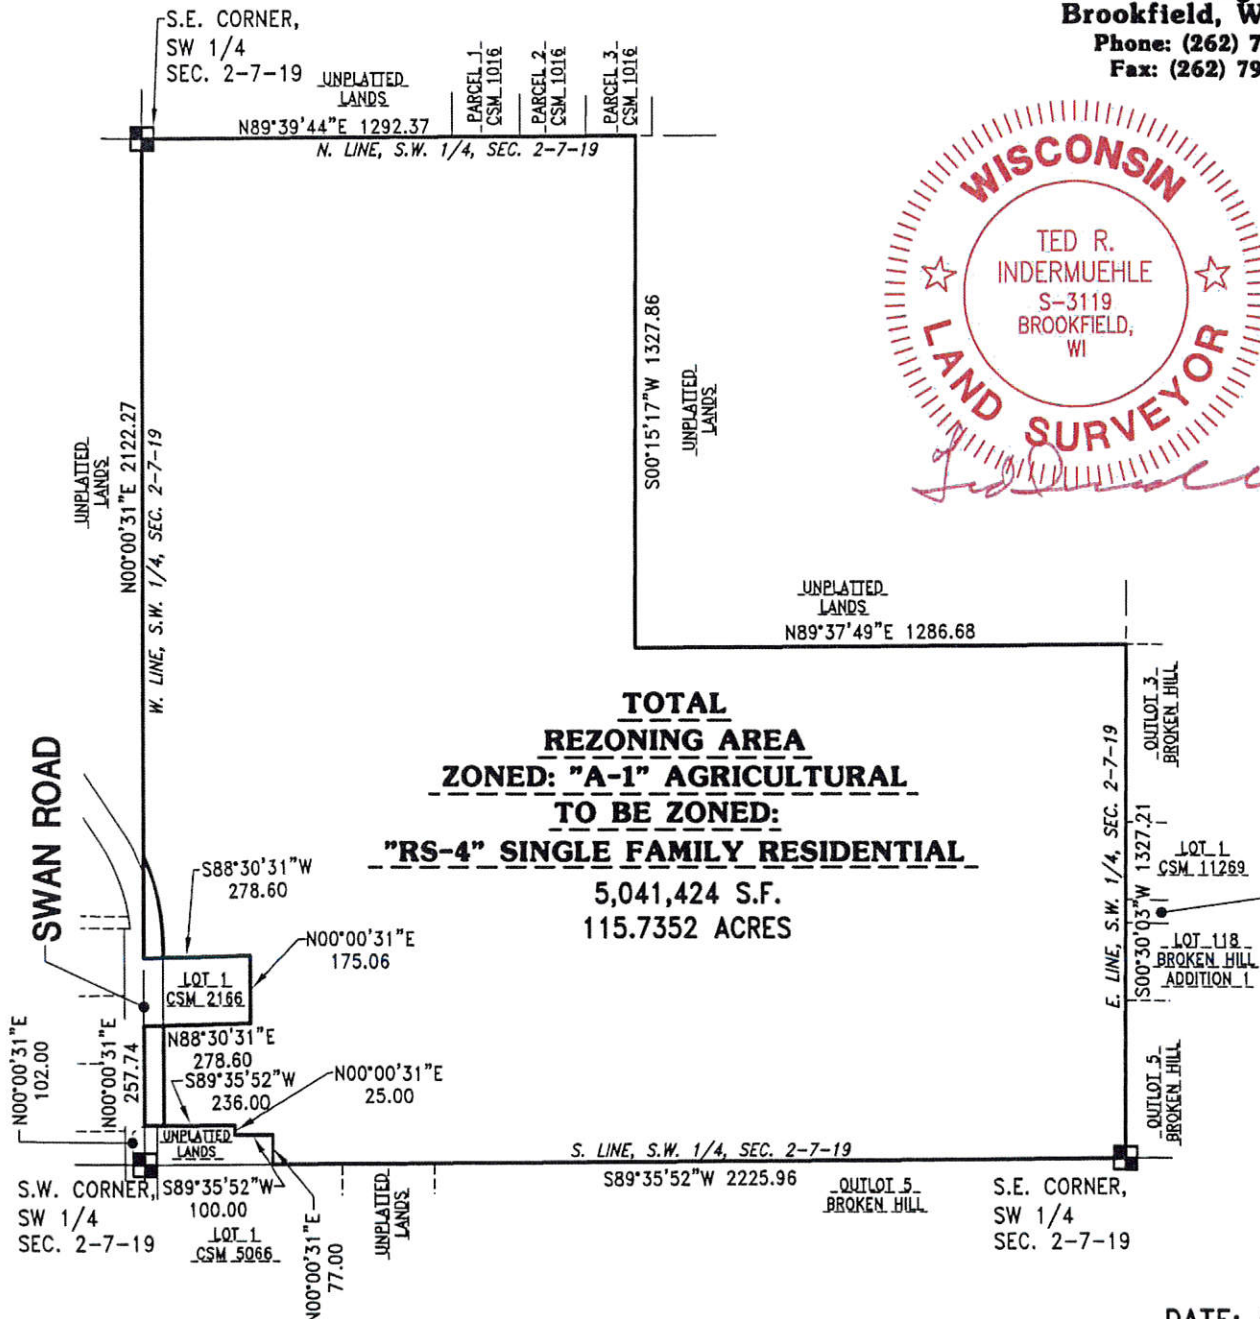 Brookfield, W
Phone: (262) 7
Fax: (262) 79
S.E. CORNER,
SW 1/4
SEC. 2-7-19
UNPLATTED
LANDS
PARCEL 1
CSM 1016
PARCEL 2
CSM 1016
PARCEL 3
CSM 1016
N89°39'44"E 1292.37
N. LINE, S.W. 1/4, SEC. 2-7-19
WISCONSIN
TED R.
INDERMUEHLE
S-3119
BROOKFIELD,
WI
LAND SURVEYOR
UNPLATTED
LANDS
N00°00'31"E 2122.27
W. LINE, S.W. 1/4, SEC. 2-7-19
S00°15'17"W 1327.86
UNPLATTED
LANDS
UNPLATTED
LANDS
N89°37'49"E 1286.68
TOTAL
REZONING AREA
ZONED: "A-1" AGRICULTURAL
TO BE ZONED:
"RS-4" SINGLE FAMILY RESIDENTIAL
5,041,424 S.F.
115.7352 ACRES
OUTLOT 3
BROKEN HILL
E. LINE, S.W. 1/4, SEC. 2-7-19
S00°30'03"W 1327.21
LOT 1
CSM 11269
LOT 118
BROKEN HILL
ADDITION 1
OUTLOT 5
BROKEN HILL
SWAN ROAD
S88°30'31"W
278.60
N00°00'31"E
175.06
LOT 1
CSM 2166
N88°30'31"E
278.60
N00°00'31"E
102.00
N00°00'31"E
257.74
S89°35'52"W
236.00
N00°00'31"E
25.00
UNPLATTED
LANDS
S. LINE, S.W. 1/4, SEC. 2-7-19
S89°35'52"W 2225.96
S.W. CORNER,
SW 1/4
SEC. 2-7-19
S89°35'52"W
100.00
LOT 1
CSM 5066
N00°00'31"E
77.00
UNPLATTED
LANDS
OUTLOT 5
BROKEN HILL
S.E. CORNER,
SW 1/4
SEC. 2-7-19
DATE: